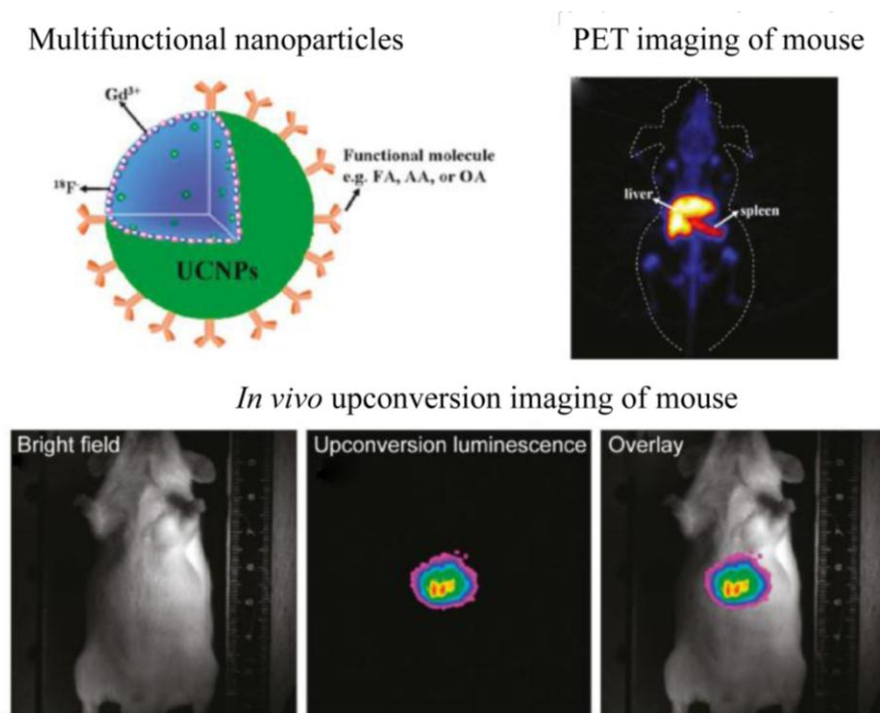 Multifunctional nanoparticles
PET imaging of mouse
Gd³⁺
¹⁸F⁻
Functional molecule
e.g. FA, AA, or OA
UCNPs
liver
spleen
In vivo upconversion imaging of mouse
Bright field
Upconversion luminescence
Overlay